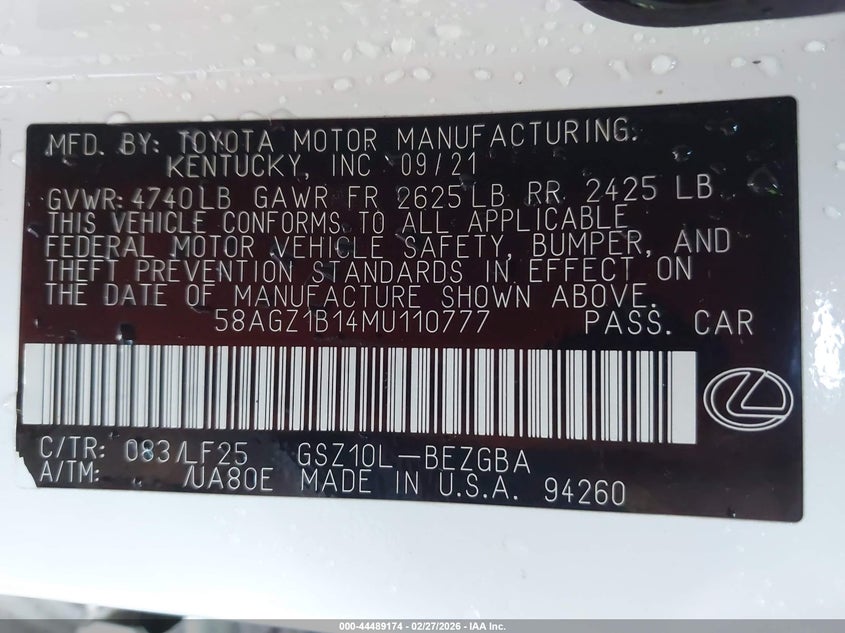 MFD. BY: TOYOTA MOTOR MANUFACTURING.
KENTUCKY, INC 09/21
GVWR: 4740LB GAWR FR 2625LB RR 2425 LB
THIS VEHICLE CONFORMS TO ALL APPLICABLE
FEDERAL MOTOR VEHICLE SAFETY, BUMPER, AND
THEFT PREVENTION STANDARDS IN EFFECT ON
THE DATE OF MANUFACTURE SHOWN ABOVE.
58AGZ1B14MU110777 PASS. CAR
C/TR: 083/LF25 GSZ10L-BEZGBA
A/TM: /UA80E MADE IN U.S.A. 94260
000-44489174 - 02/27/2026 - IAA Inc.